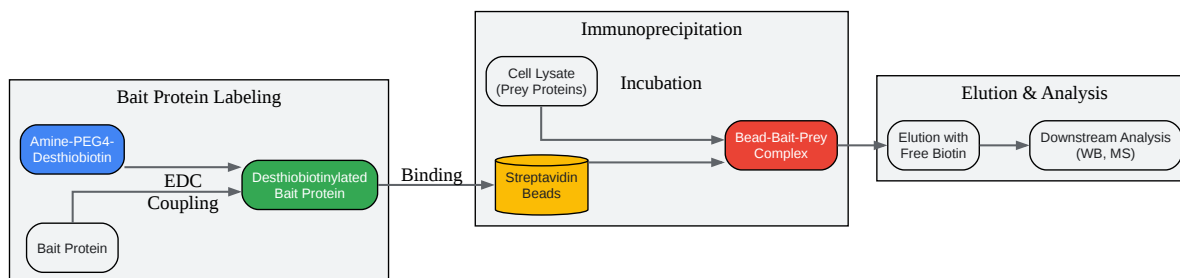 Bait Protein Labeling
Amine-PEG4-
Desthiobiotin
EDC
Coupling
Bait Protein
Desthiobiotinylated
Bait Protein
Binding
Immunoprecipitation
Cell Lysate
(Prey Proteins)
Incubation
Streptavidin
Beads
Bead-Bait-Prey
Complex
Elution & Analysis
Elution with
Free Biotin
Downstream Analysis
(WB, MS)